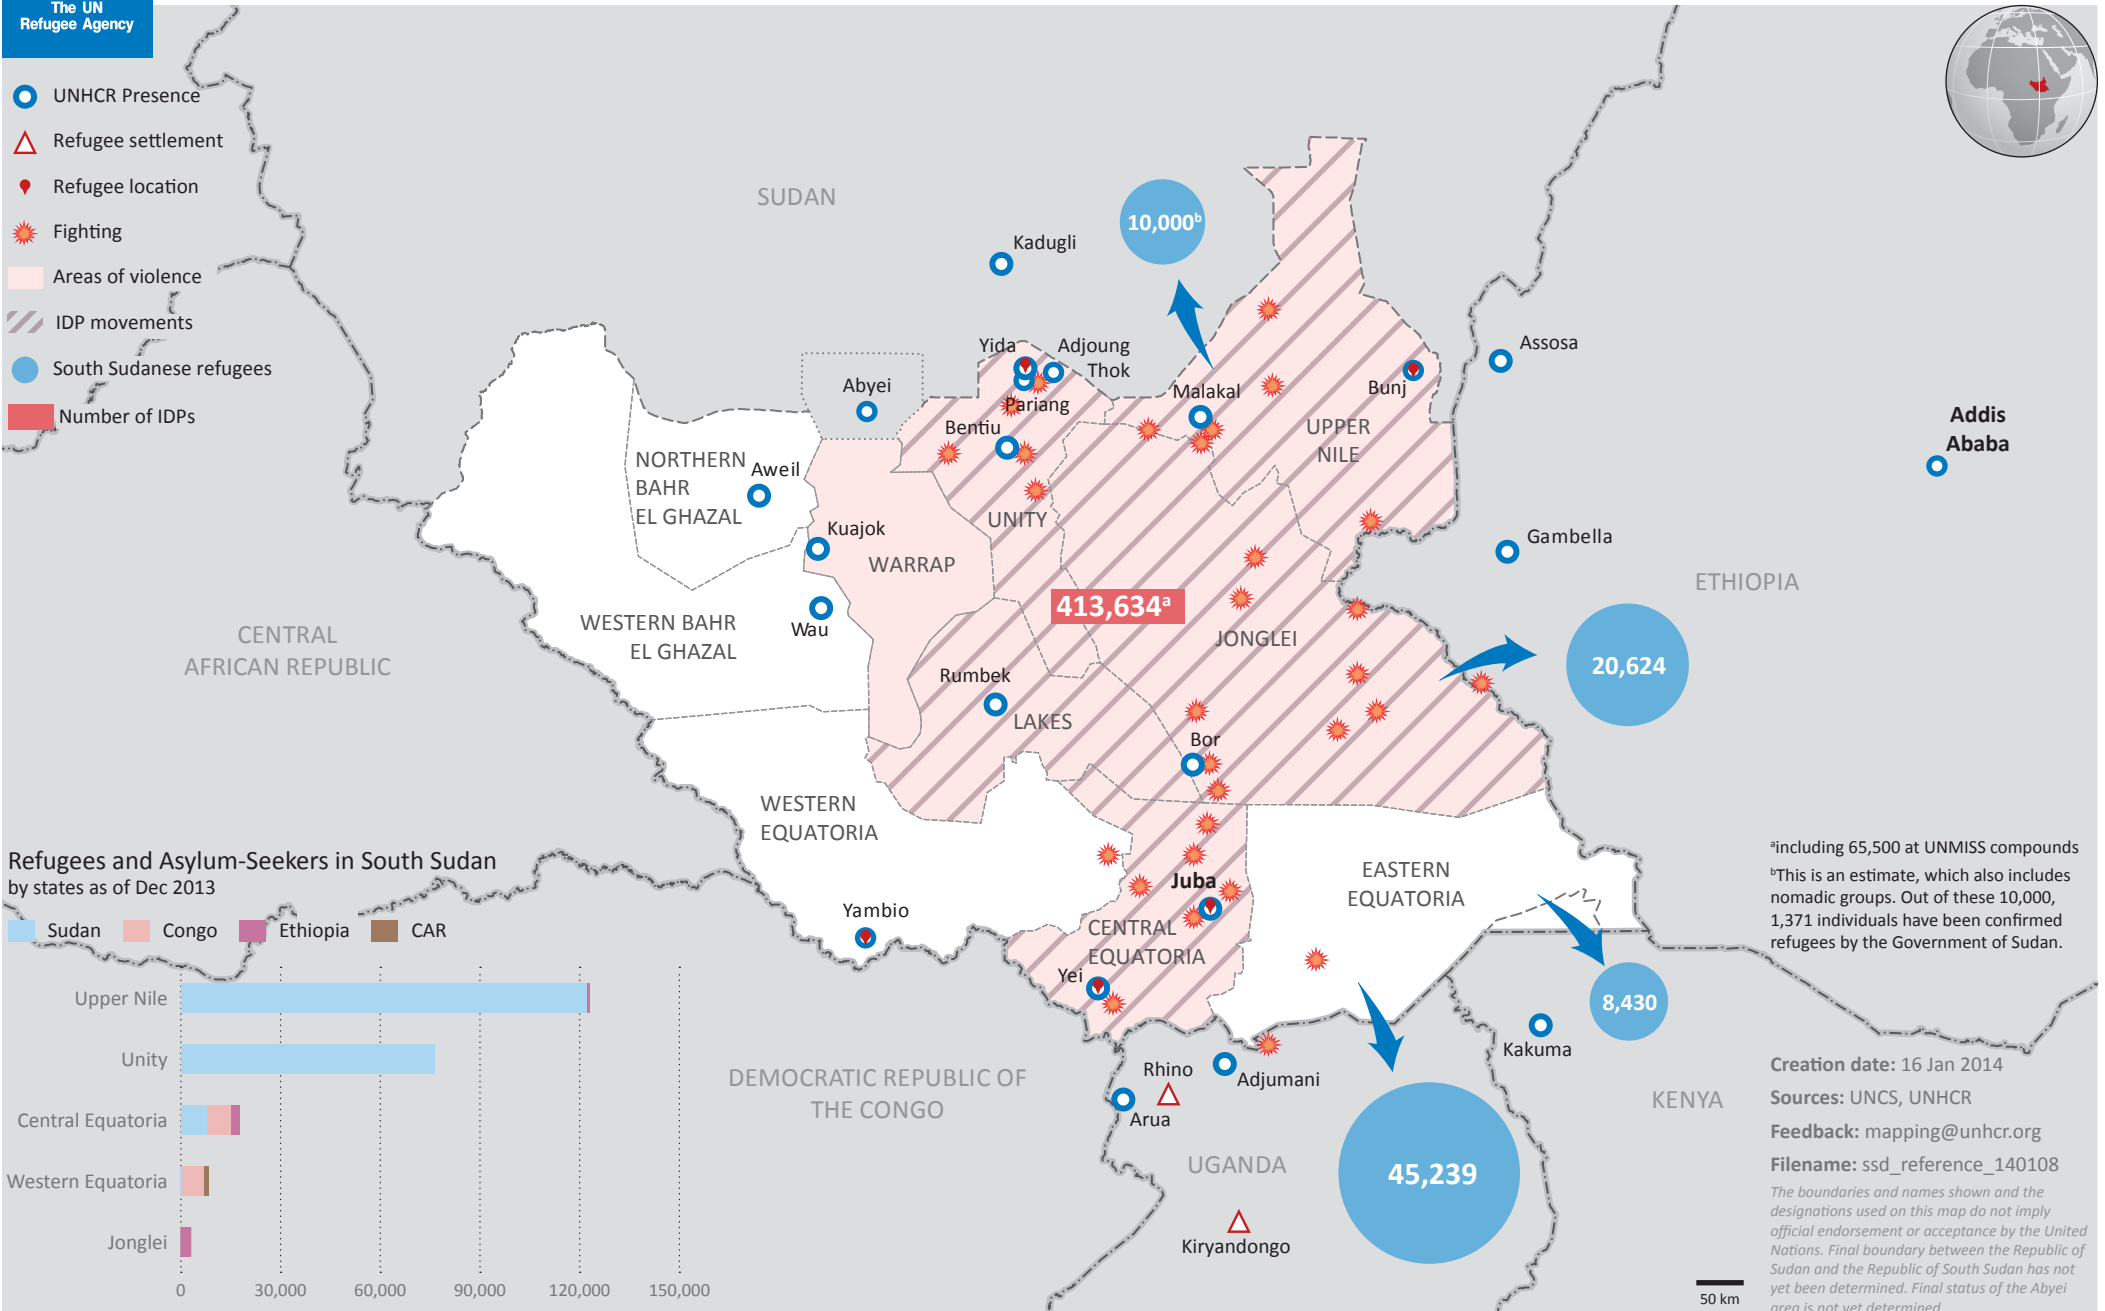 The UN
Refugee Agency
UNHCR Presence
Refugee settlement
Refugee location
Fighting
Areas of violence
IDP movements
South Sudanese refugees
Number of IDPs
SUDAN
10,000ᵇ
Kadugli
Yida
Adjoung
Thok
Abyei
Pariang
Malakal
Bunj
Assosa
Bentiu
UPPER
NILE
Addis
Ababa
NORTHERN
BAHR
EL GHAZAL
Aweil
Kuajok
UNITY
WARRAP
Gambella
ETHIOPIA
413,634ᵃ
WESTERN BAHR
EL GHAZAL
Wau
JONGLEI
CENTRAL
AFRICAN REPUBLIC
20,624
Rumbek
LAKES
Bor
WESTERN
EQUATORIA
EASTERN
EQUATORIA
Juba
Yambio
CENTRAL
EQUATORIA
Yei
8,430
Kakuma
Rhino
Adjumani
Arua
DEMOCRATIC REPUBLIC OF
THE CONGO
KENYA
UGANDA
45,239
Kiryandongo
Refugees and Asylum-Seekers in South Sudan
by states as of Dec 2013
Sudan Congo Ethiopia CAR
Upper Nile
Unity
Central Equatoria
Western Equatoria
Jonglei
0 30,000 60,000 90,000 120,000 150,000
ᵃincluding 65,500 at UNMISS compounds
ᵇThis is an estimate, which also includes
nomadic groups. Out of these 10,000,
1,371 individuals have been confirmed
refugees by the Government of Sudan.
Creation date: 16 Jan 2014
Sources: UNCS, UNHCR
Feedback: mapping@unhcr.org
Filename: ssd_reference_140108
The boundaries and names shown and the
designations used on this map do not imply
official endorsement or acceptance by the United
Nations. Final boundary between the Republic of
Sudan and the Republic of South Sudan has not
yet been determined. Final status of the Abyei
area is not yet determined
50 km